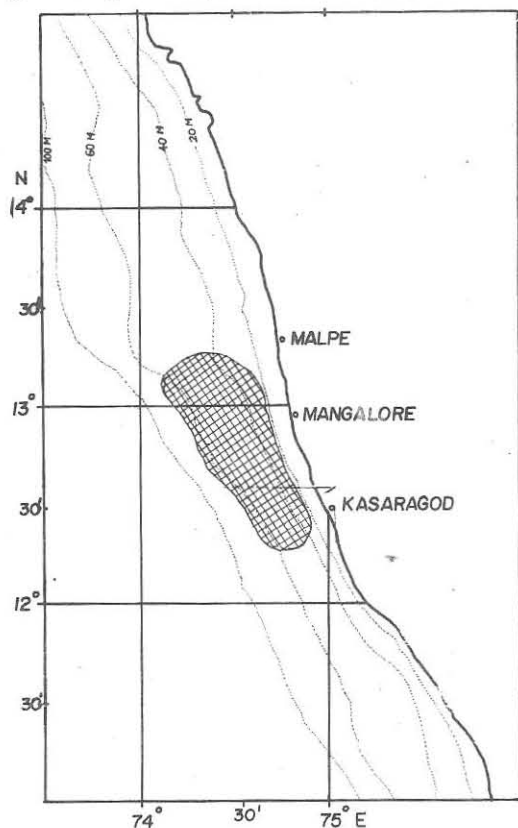 100 M
60 M
40 M
20 M
N
14°
30'
MALPE
13°
MANGALORE
30'
KASARAGOD
12°
30'
74°
30'
75° E